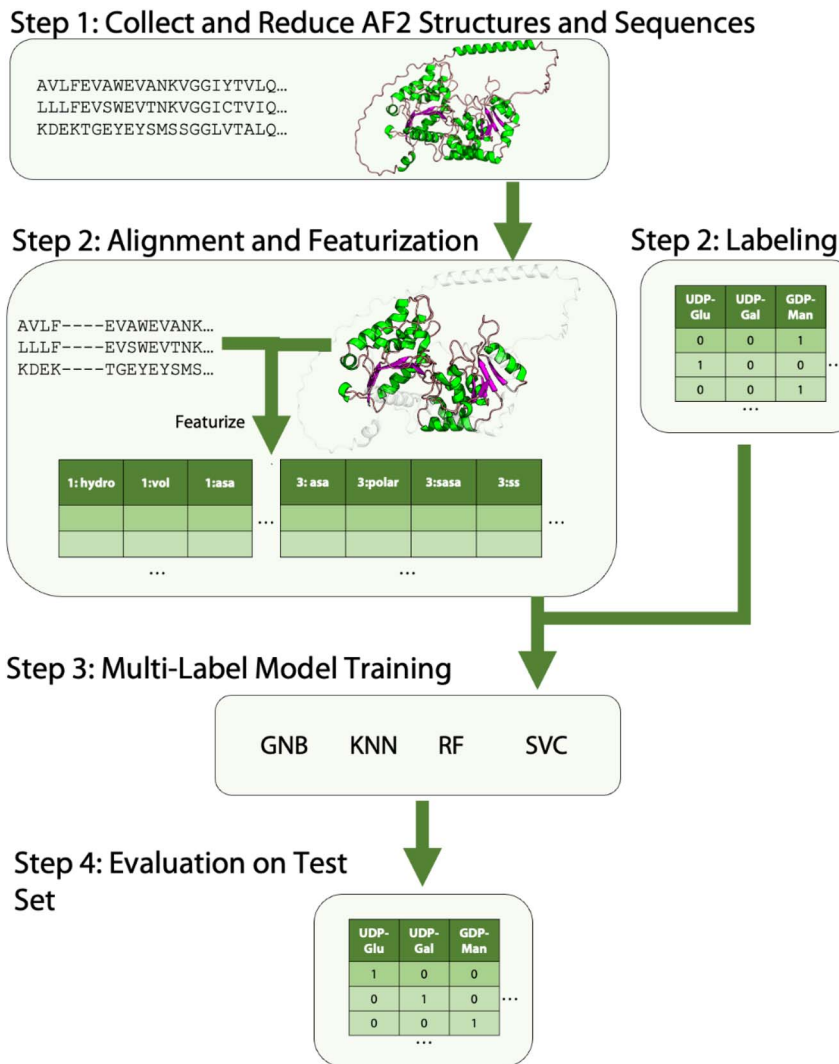 Step 1: Collect and Reduce AF2 Structures and Sequences
AVLFEVAWEVANKVGGIYTVLQ...
LLLFEVSWEVTNKVGGICTVIQ...
KDEKTGEYEYSMSSGGLVTALQ...
Step 2: Alignment and Featurization
AVLF----EVAWEVANK...
LLLF----EVSWEVTNK...
KDEK----TGEYEYSMS...
Featurize
1: hydro 1:vol 1:asa ... 3: asa 3:polar 3:sasa 3:ss ...
... ...
Step 2: Labeling
UDP- UDP- GDP-
Glu Gal Man
0 0 1
1 0 0 ...
0 0 1
...
Step 3: Multi-Label Model Training
GNB KNN RF SVC
Step 4: Evaluation on Test
Set
UDP- UDP- GDP-
Glu Gal Man
1 0 0
0 1 0 ...
0 0 1
...